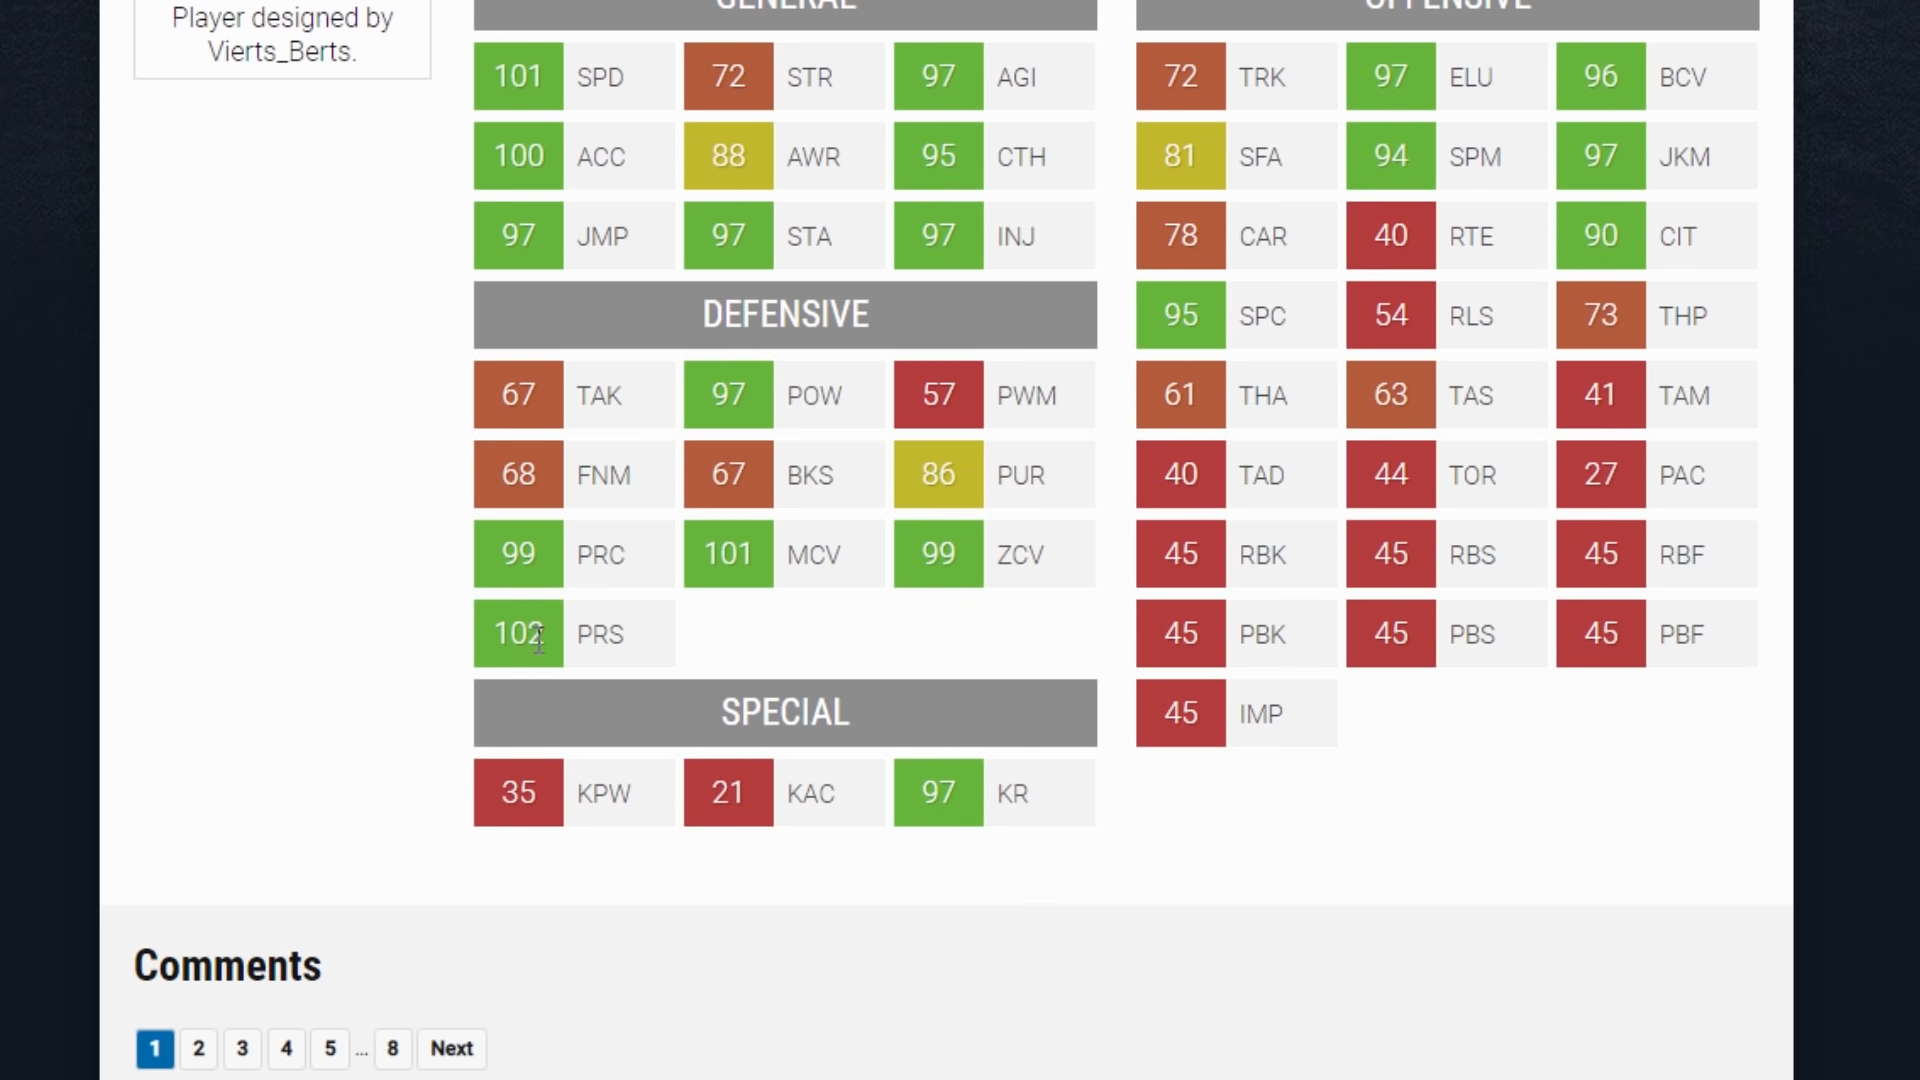 Player designed by
Vierts_Berts.
GENERAL
101 SPD 72 STR 97 AGI
100 ACC 88 AWR 95 CTH
97 JMP 97 STA 97 INJ
DEFENSIVE
67 TAK 97 POW 57 PWM
68 FNM 67 BKS 86 PUR
99 PRC 101 MCV 99 ZCV
102 PRS
SPECIAL
35 KPW 21 KAC 97 KR
OFFENSIVE
72 TRK 97 ELU 96 BCV
81 SFA 94 SPM 97 JKM
78 CAR 40 RTE 90 CIT
95 SPC 54 RLS 73 THP
61 THA 63 TAS 41 TAM
40 TAD 44 TOR 27 PAC
45 RBK 45 RBS 45 RBF
45 PBK 45 PBS 45 PBF
45 IMP
Comments
1 2 3 4 5 ... 8 Next